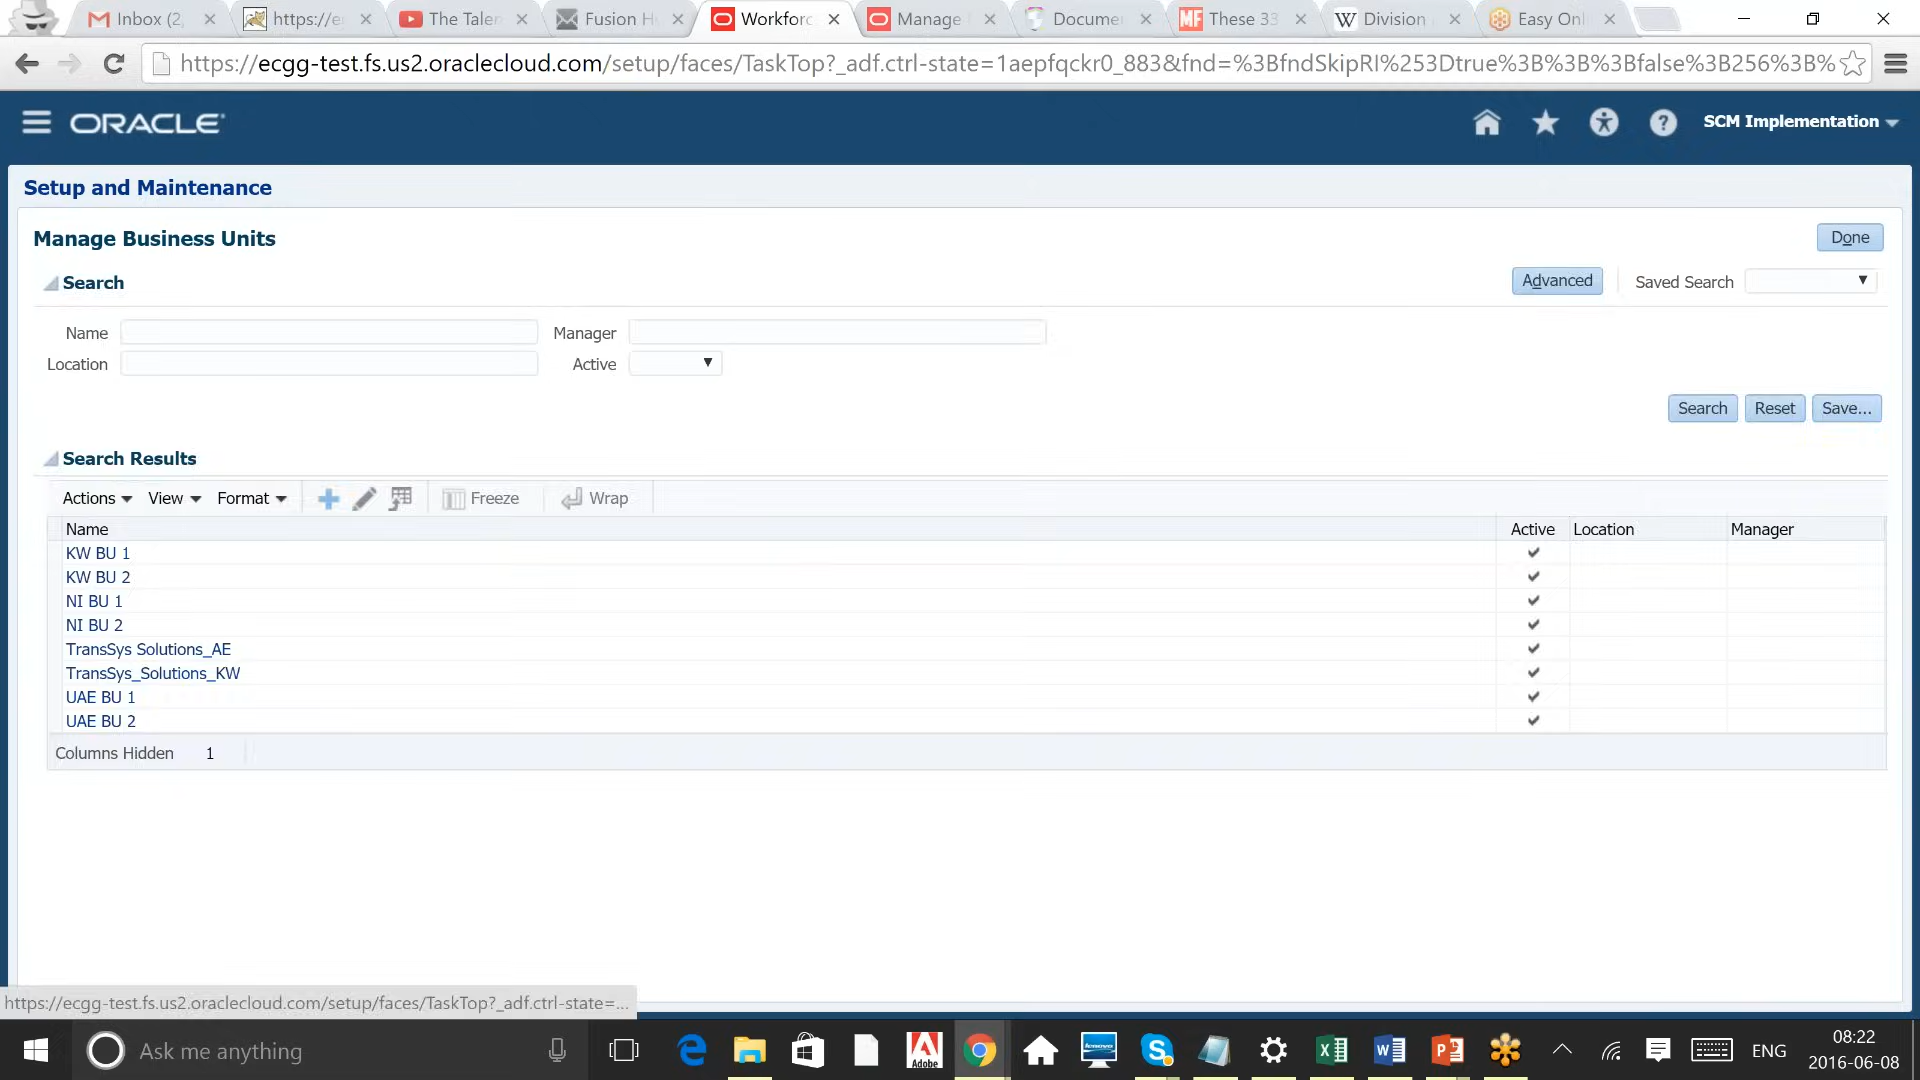 Inbox (2,
https://e
The Talen
Fusion H
Workforc
Manage
Docume
These 33
Division
Easy Onl
https://ecgg-test.fs.us2.oraclecloud.com/setup/faces/TaskTop?_adf.ctrl-state=1aepfqckr0_883&fnd=%3BfndSkipRI%253Dtrue%3B%3B%3Bfalse%3B256%3B%
ORACLE
SCM Implementation
Setup and Maintenance
Manage Business Units
Done
Search
Advanced
Saved Search
Name
Manager
Location
Active
Search
Reset
Save...
Search Results
Actions View Format Freeze Wrap
Name Active Location Manager
KW BU 1
KW BU 2
NI BU 1
NI BU 2
TransSys Solutions_AE
TransSys_Solutions_KW
UAE BU 1
UAE BU 2
Columns Hidden 1
https://ecgg-test.fs.us2.oraclecloud.com/setup/faces/TaskTop?_adf.ctrl-state=...
Ask me anything
Adobe
lenovo
ENG
08:22
2016-06-08